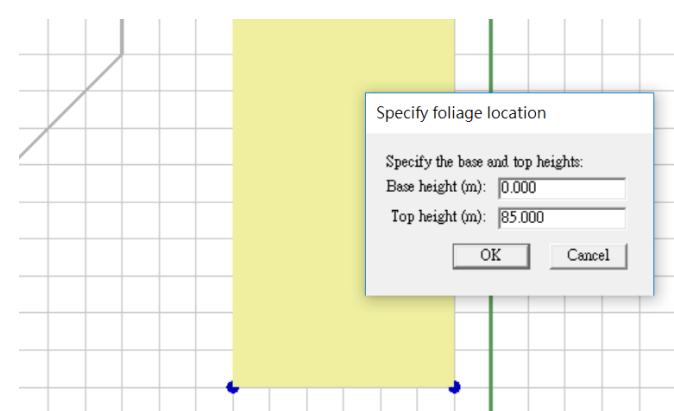 Specify foliage location
Specify the base and top heights:
Base height (m): 0.000
Top height (m): 85.000
OK Cancel